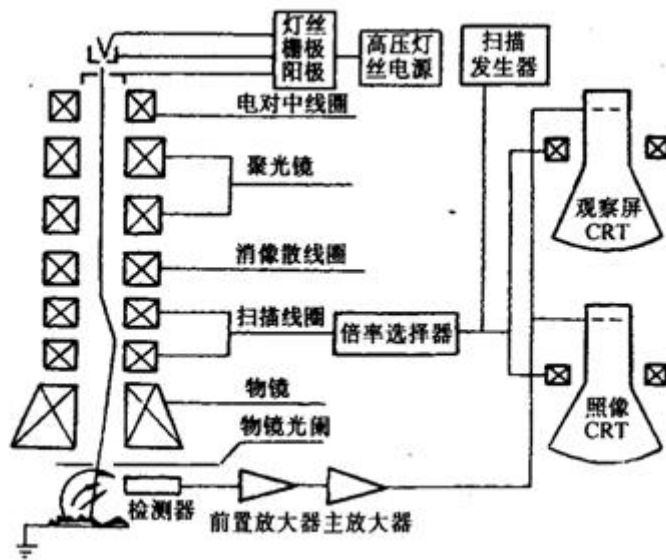 灯丝
栅极
阳极
高压灯
丝电源
扫描
发生器
电对中线圈
聚光镜
观察屏
CRT
消像散线圈
扫描线圈
倍率选择器
物镜
照像
CRT
物镜光阑
检测器
前置放大器主放大器